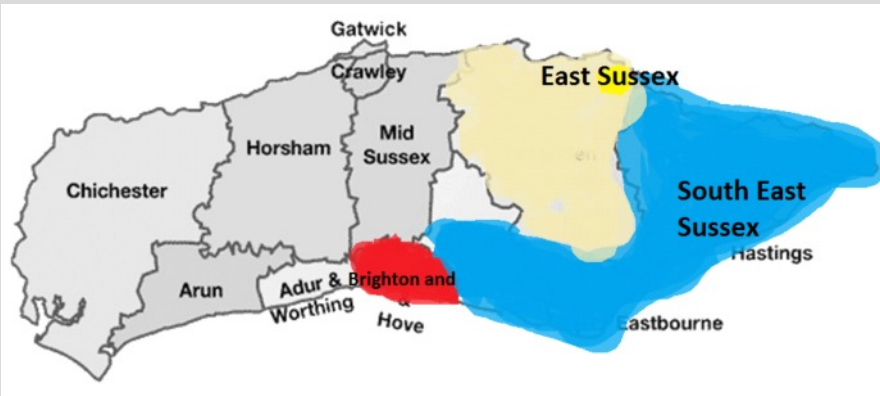 Gatwick
Crawley
East Sussex
Mid
Sussex
Horsham
Chichester
South East
Sussex
Hastings
Arun
Adur & Brighton and
Worthing
&
Hove
Eastbourne